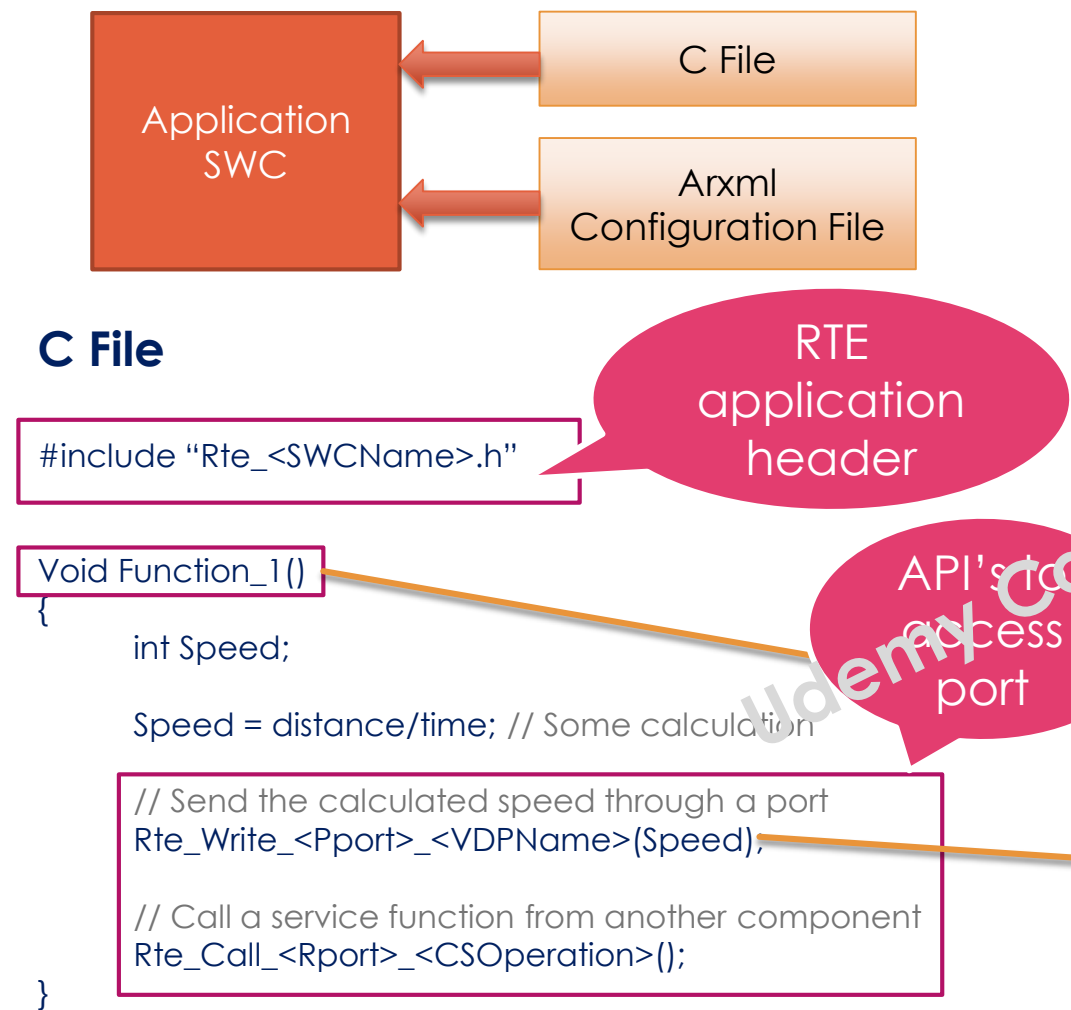 Application
SWC
C File
Arxml
Configuration File
C File
RTE
application
header
#include “Rte_<SWCName>.h”
Void Function_1()
{
int Speed;
API’s to
access
port
Udemy
Speed = distance/time; // Some calculation
// Send the calculated speed through a port
Rte_Write_<Pport>_<VDPName>(Speed);
// Call a service function from another component
Rte_Call_<Rport>_<CSOperation>();
}